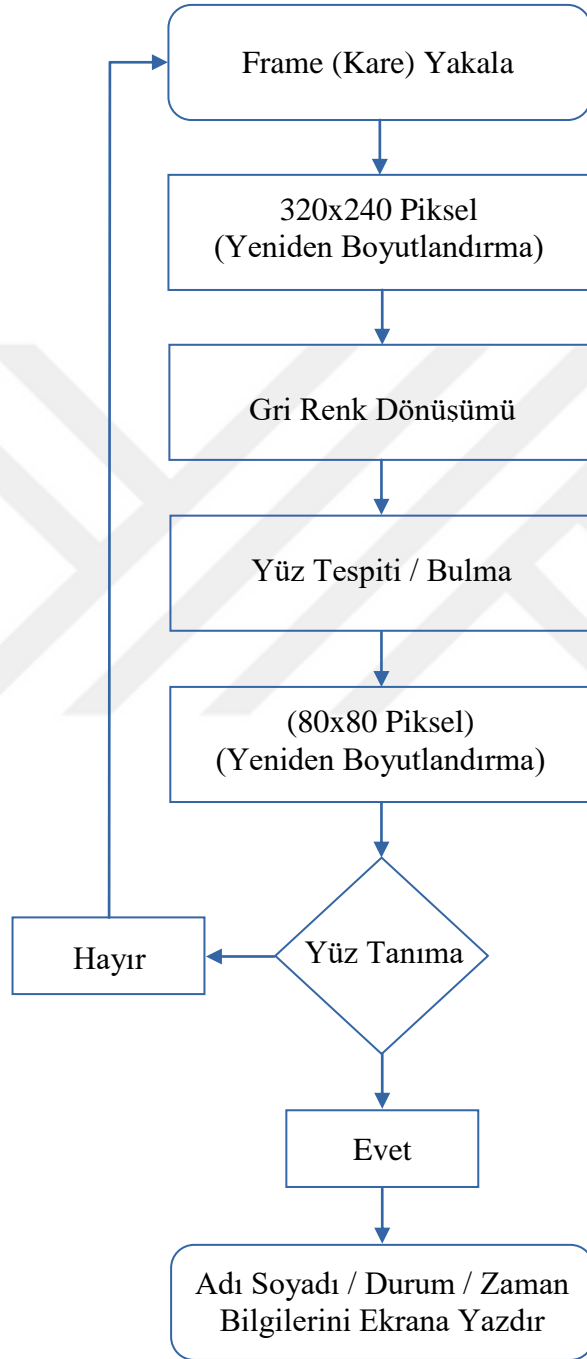 Frame (Kare) Yakala
320x240 Piksel
(Yeniden Boyutlandırma)
Gri Renk Dönüşümü
Yüz Tespiti / Bulma
(80x80 Piksel)
(Yeniden Boyutlandırma)
Yüz Tanıma
Hayır
Evet
Adı Soyadı / Durum / Zaman
Bilgilerini Ekrana Yazdır